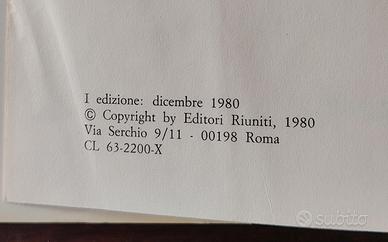 I edizione: dicembre 1980
© Copyright by Editori Riuniti, 1980
Via Serchio 9/11 - 00198 Roma
CL 63-2200-X
subito